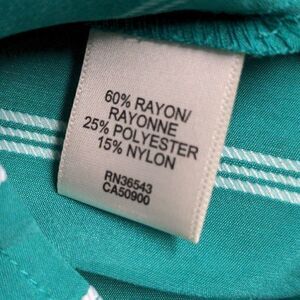 60% RAYON/
RAYONNE
25% POLYESTER
15% NYLON
RN36543
CA50900